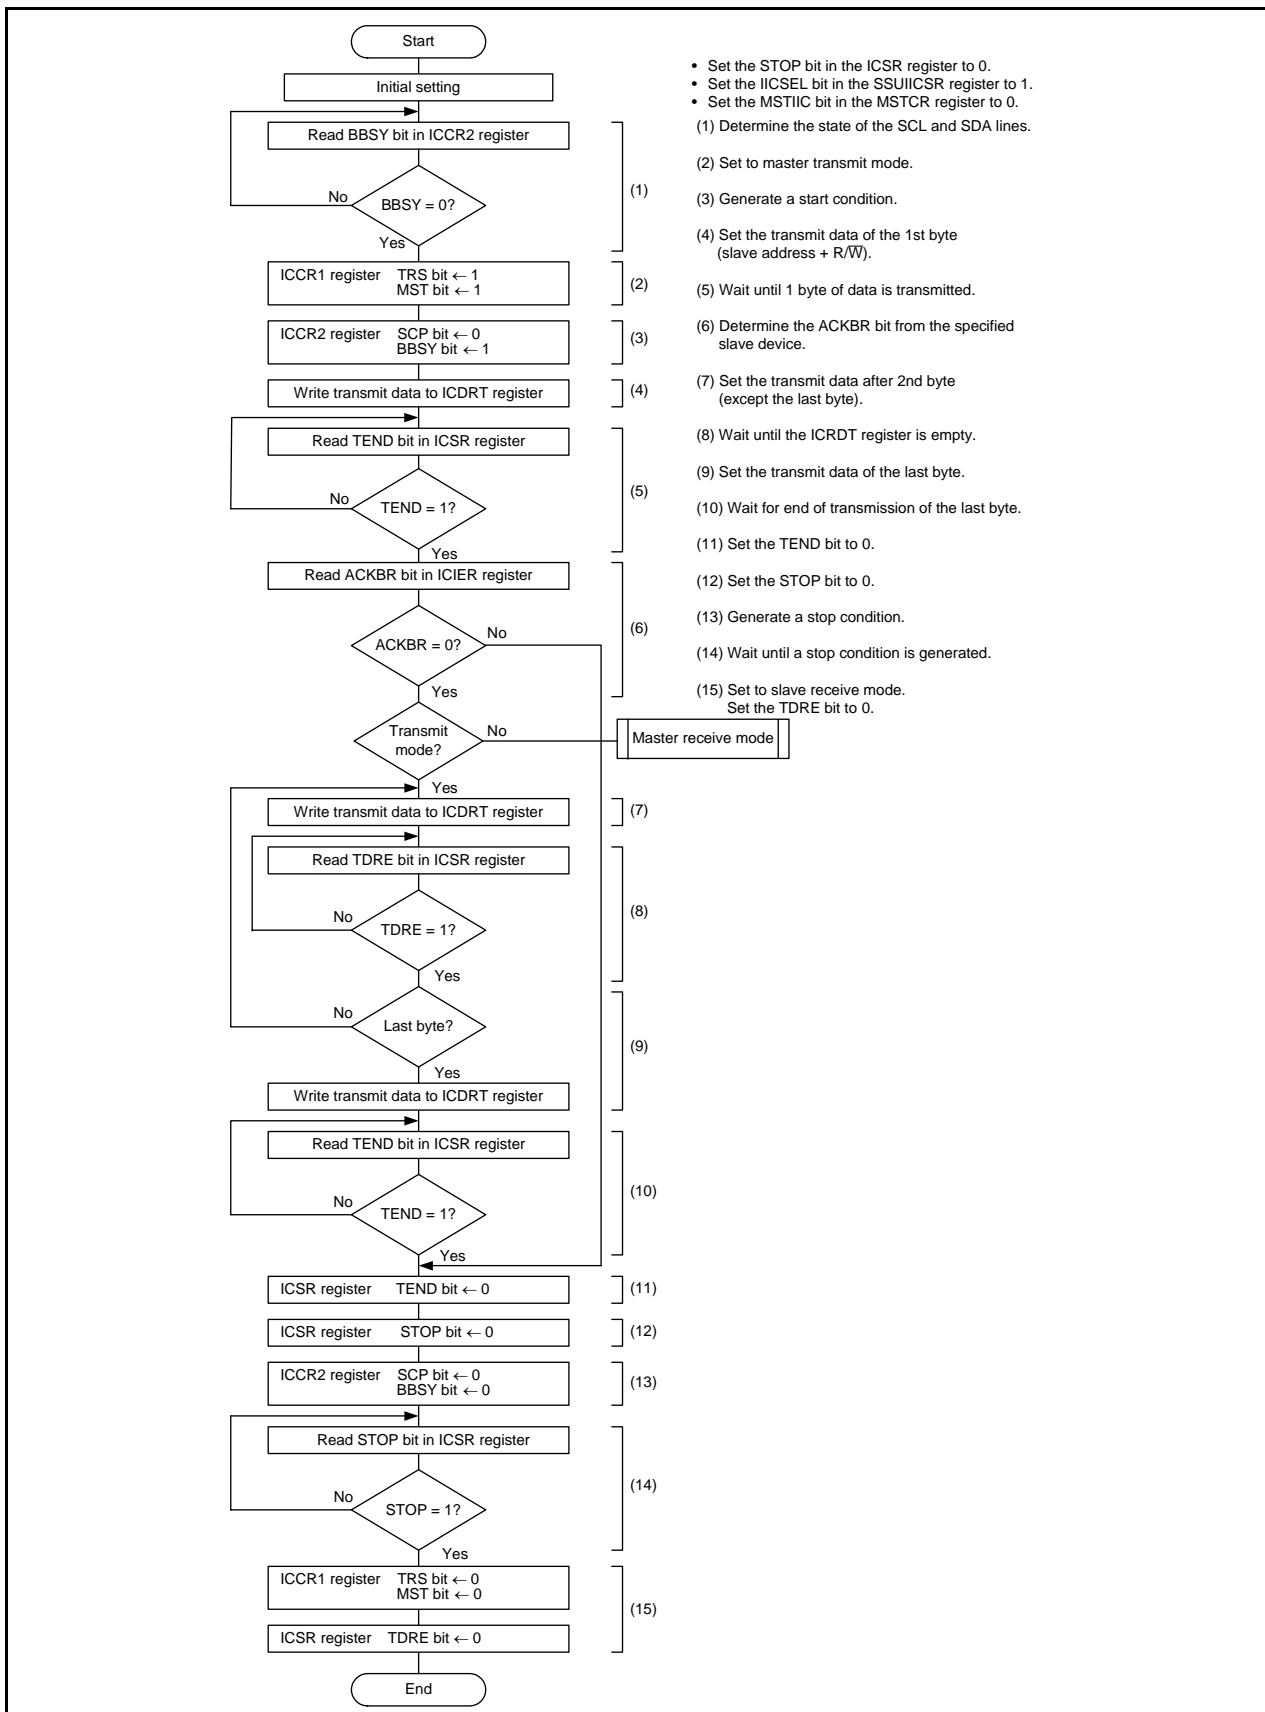 Start
Initial setting
Read BBSY bit in ICCR2 register
No
BBSY = 0?
Yes
(1)
ICCR1 register TRS bit ← 1
MST bit ← 1
(2)
ICCR2 register SCP bit ← 0
BBSY bit ← 1
(3)
Write transmit data to ICDRT register
(4)
Read TEND bit in ICSR register
No
TEND = 1?
Yes
(5)
Read ACKBR bit in ICIER register
ACKBR = 0?
No
Yes
(6)
Transmit
mode?
No
Master receive mode
Yes
Write transmit data to ICDRT register
(7)
Read TDRE bit in ICSR register
No
TDRE = 1?
Yes
(8)
No
Last byte?
Yes
(9)
Write transmit data to ICDRT register
Read TEND bit in ICSR register
No
TEND = 1?
Yes
(10)
ICSR register TEND bit ← 0
(11)
ICSR register STOP bit ← 0
(12)
ICCR2 register SCP bit ← 0
BBSY bit ← 0
(13)
Read STOP bit in ICSR register
No
STOP = 1?
Yes
(14)
ICCR1 register TRS bit ← 0
MST bit ← 0
(15)
ICSR register TDRE bit ← 0
End
• Set the STOP bit in the ICSR register to 0.
• Set the IICSEL bit in the SSUIICSR register to 1.
• Set the MSTIIC bit in the MSTCR register to 0.
(1) Determine the state of the SCL and SDA lines.
(2) Set to master transmit mode.
(3) Generate a start condition.
(4) Set the transmit data of the 1st byte
(slave address + R/W̅).
(5) Wait until 1 byte of data is transmitted.
(6) Determine the ACKBR bit from the specified
slave device.
(7) Set the transmit data after 2nd byte
(except the last byte).
(8) Wait until the ICRDT register is empty.
(9) Set the transmit data of the last byte.
(10) Wait for end of transmission of the last byte.
(11) Set the TEND bit to 0.
(12) Set the STOP bit to 0.
(13) Generate a stop condition.
(14) Wait until a stop condition is generated.
(15) Set to slave receive mode.
Set the TDRE bit to 0.